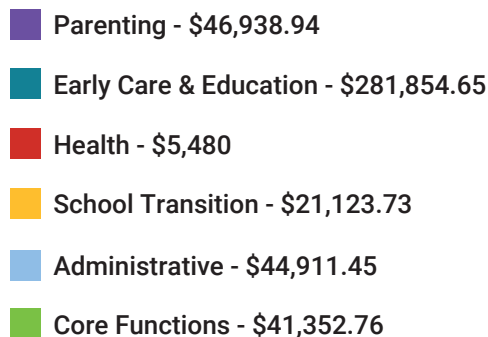 Parenting - $46,938.94
Early Care & Education - $281,854.65
Health - $5,480
School Transition - $21,123.73
Administrative - $44,911.45
Core Functions - $41,352.76